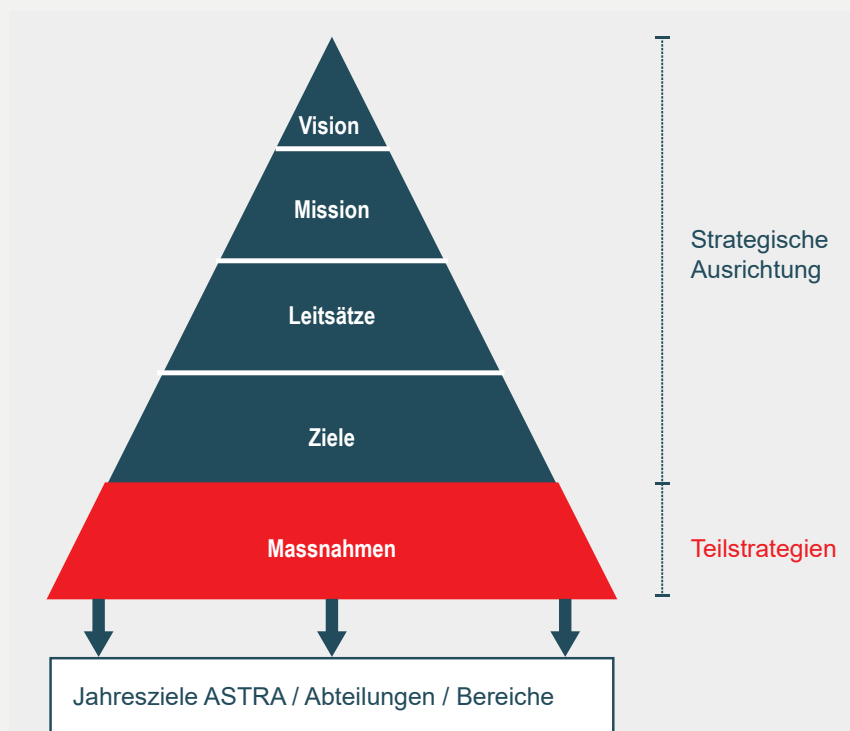 Vision
Mission
Leitsätze
Ziele
Massnahmen
Strategische
Ausrichtung
Teilstrategien
Jahresziele ASTRA / Abteilungen / Bereiche